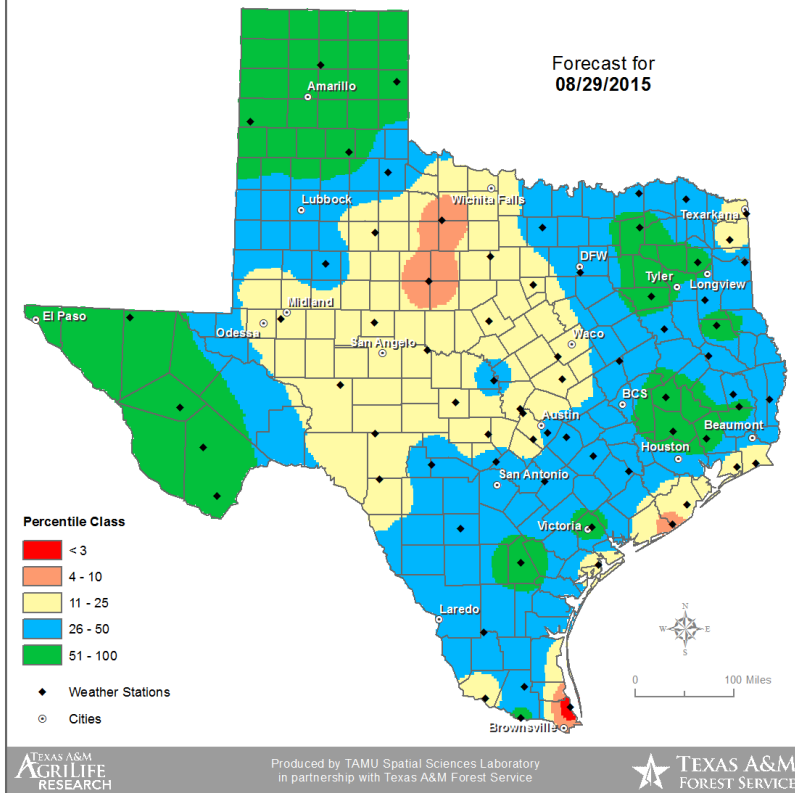 Forecast for
08/29/2015
Amarillo
Lubbock
Wichita Falls
Texarkana
DFW
Tyler
Longview
El Paso
Midland
Odessa
San Angelo
Waco
BCS
Austin
Beaumont
Houston
San Antonio
Victoria
Laredo
Brownsville
Percentile Class
< 3
4 - 10
11 - 25
26 - 50
51 - 100
Weather Stations
Cities
N
W E
S
0 100 Miles
TEXAS A&M
AGRILIFE
RESEARCH
Produced by TAMU Spatial Sciences Laboratory
in partnership with Texas A&M Forest Service
TEXAS A&M
FOREST SERVICE